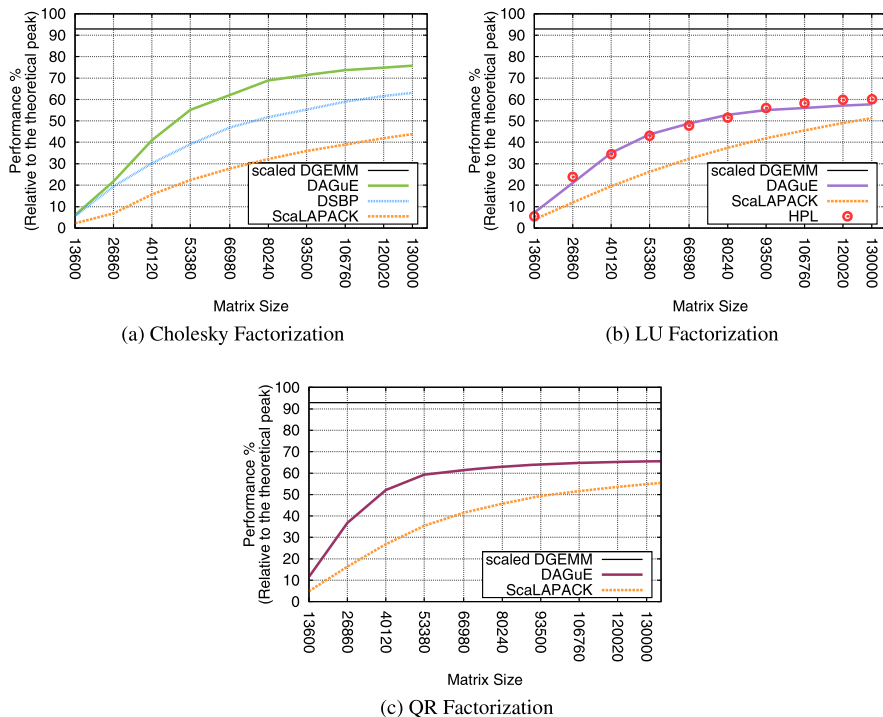 Performance %
(Relative to the theoretical peak)
100
90
80
70
60
50
40
30
20
10
0
scaled DGEMM
DAGuE
DSBP
ScaLAPACK
13600
26860
40120
53380
66980
80240
93500
106760
120020
130000
Matrix Size
(a) Cholesky Factorization
Performance %
(Relative to the theoretical peak)
100
90
80
70
60
50
40
30
20
10
0
scaled DGEMM
DAGuE
ScaLAPACK
HPL
13600
26860
40120
53380
66980
80240
93500
106760
120020
130000
Matrix Size
(b) LU Factorization
Performance %
(Relative to the theoretical peak)
100
90
80
70
60
50
40
30
20
10
0
scaled DGEMM
DAGuE
ScaLAPACK
13600
26860
40120
53380
66980
80240
93500
106760
120020
130000
Matrix Size
(c) QR Factorization